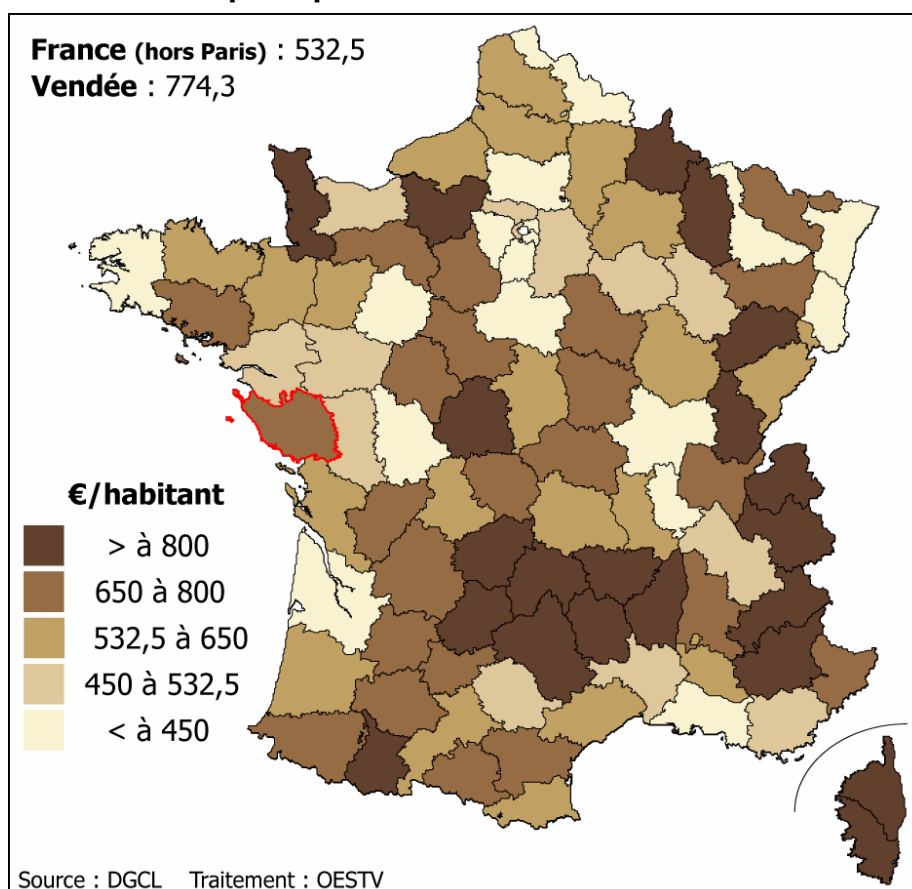 France (hors Paris) : 532,5
Vendée : 774,3
€/habitant
> à 800
650 à 800
532,5 à 650
450 à 532,5
< à 450
Source : DGCL Traitement : OESTV